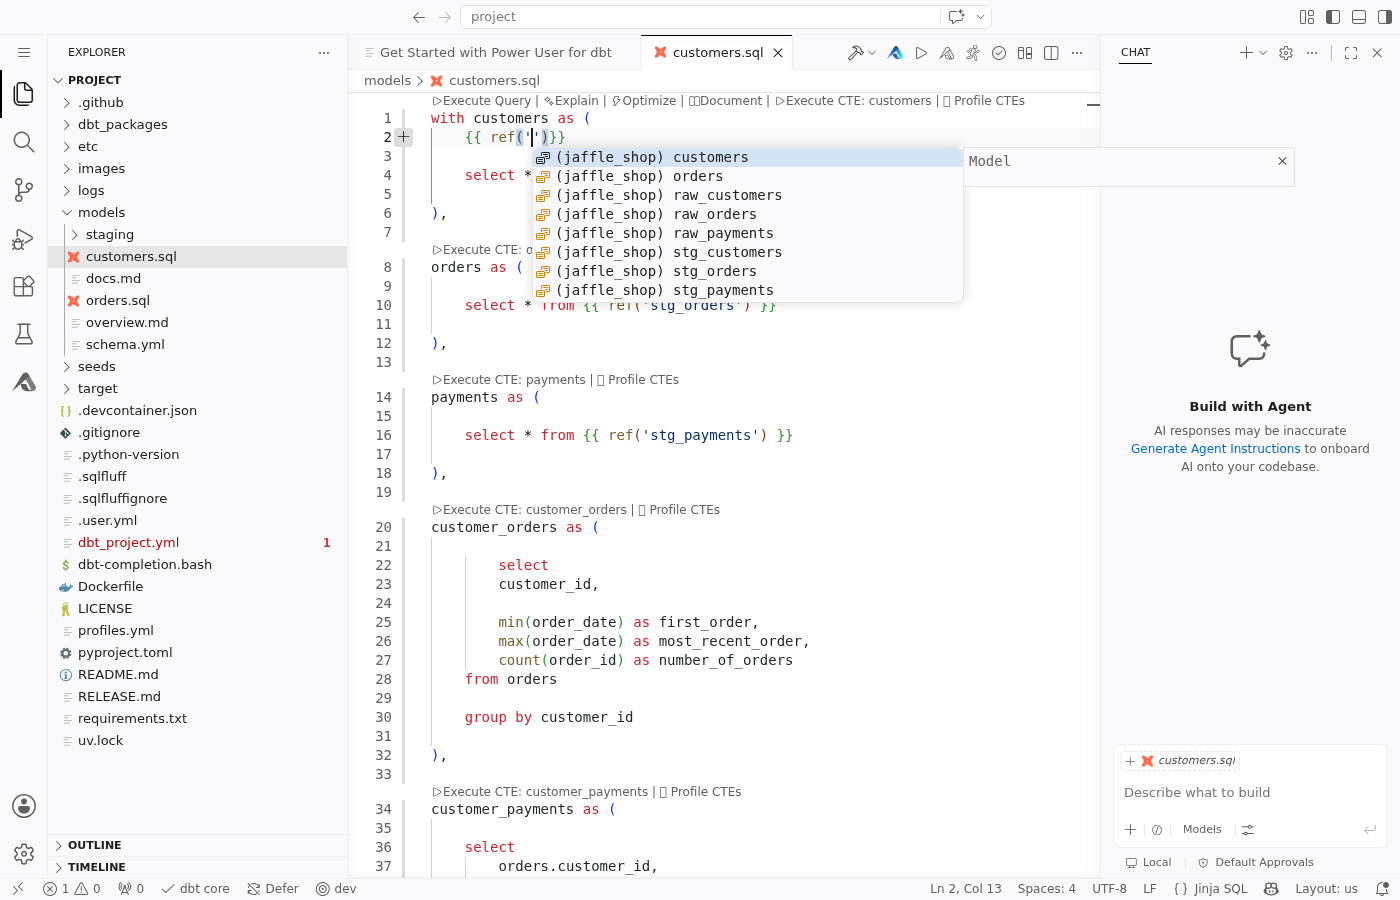 project
EXPLORER
PROJECT
.github
dbt_packages
etc
images
logs
models
staging
customers.sql
docs.md
orders.sql
overview.md
schema.yml
seeds
target
.devcontainer.json
.gitignore
.python-version
.sqlfluff
.sqlfluffignore
.user.yml
dbt_project.yml 1
dbt-completion.bash
Dockerfile
LICENSE
profiles.yml
pyproject.toml
README.md
RELEASE.md
requirements.txt
uv.lock
OUTLINE
TIMELINE
Get Started with Power User for dbt
customers.sql
models > customers.sql
Execute Query | Explain | Optimize | Document | Execute CTE: customers | Profile CTEs
1 with customers as (
2 {{ ref('')}}
(jaffle_shop) customers
(jaffle_shop) orders
(jaffle_shop) raw_customers
(jaffle_shop) raw_orders
(jaffle_shop) raw_payments
(jaffle_shop) stg_customers
(jaffle_shop) stg_orders
(jaffle_shop) stg_payments
Model
3
4 select *
5
6 ),
7
Execute CTE: o
8 orders as (
9
10 select * from {{ ref('stg_orders') }}
11
12 ),
13
Execute CTE: payments | Profile CTEs
14 payments as (
15
16 select * from {{ ref('stg_payments') }}
17
18 ),
19
Execute CTE: customer_orders | Profile CTEs
20 customer_orders as (
21
22 select
23 customer_id,
24
25 min(order_date) as first_order,
26 max(order_date) as most_recent_order,
27 count(order_id) as number_of_orders
28 from orders
29
30 group by customer_id
31
32 ),
33
Execute CTE: customer_payments | Profile CTEs
34 customer_payments as (
35
36 select
37 orders.customer_id,
CHAT
Build with Agent
AI responses may be inaccurate
Generate Agent Instructions to onboard
AI onto your codebase.
customers.sql
Describe what to build
Models
Local
Default Approvals
1 0 0 dbt core Defer dev
Ln 2, Col 13 Spaces: 4 UTF-8 LF { } Jinja SQL Layout: us